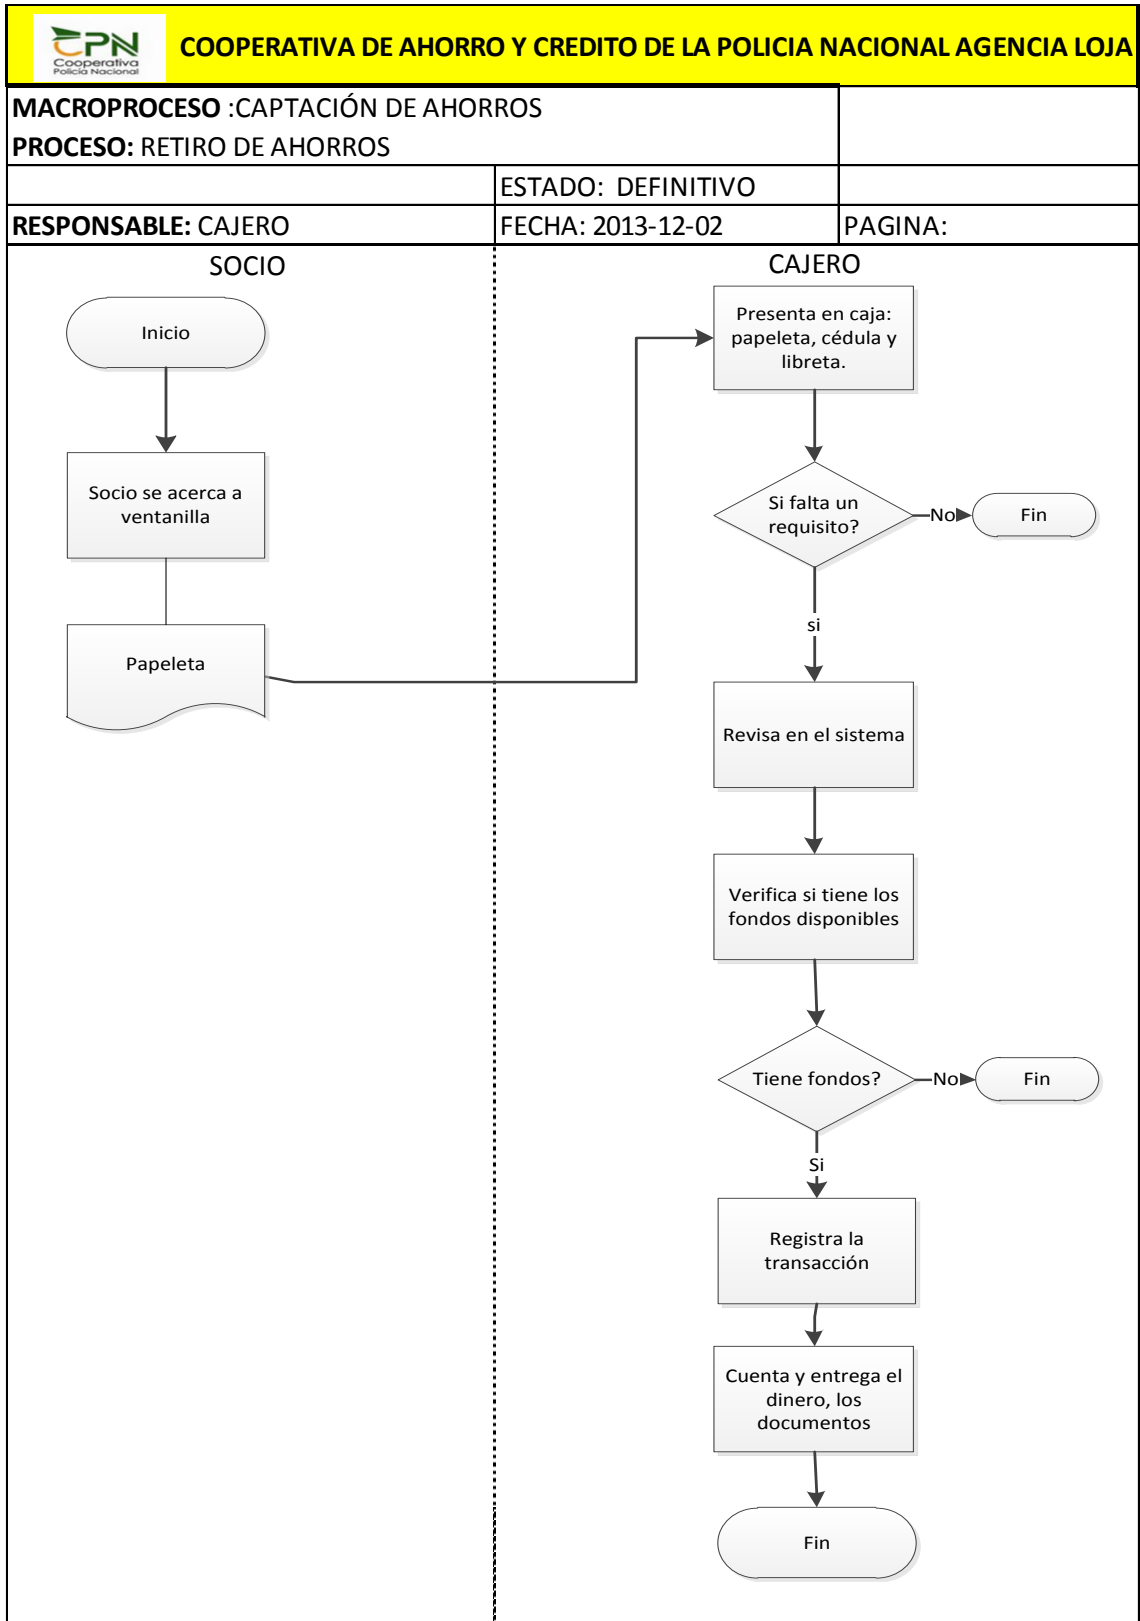 CPN
Cooperativa
Policía Nacional
COOPERATIVA DE AHORRO Y CREDITO DE LA POLICIA NACIONAL AGENCIA LOJA
MACROPROCESO :CAPTACIÓN DE AHORROS
PROCESO: RETIRO DE AHORROS
ESTADO: DEFINITIVO
RESPONSABLE: CAJERO
FECHA: 2013-12-02
PAGINA:
SOCIO
Inicio
Socio se acerca a
ventanilla
Papeleta
CAJERO
Presenta en caja:
papeleta, cédula y
libreta.
Si falta un
requisito?
No
Fin
si
Revisa en el sistema
Verifica si tiene los
fondos disponibles
Tiene fondos?
No
Fin
Si
Registra la
transacción
Cuenta y entrega el
dinero, los
documentos
Fin